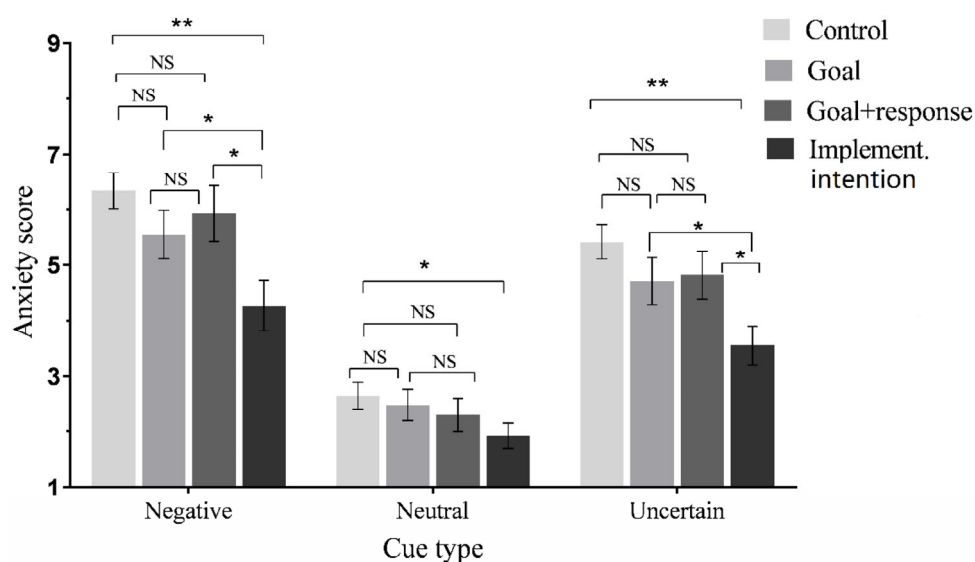 Control
Goal
Goal+response
Implement.
intention
Anxiety score
9
7
5
3
1
**
NS
NS
*
*
NS
*
NS
NS
NS
**
NS
NS
NS
*
*
Negative
Neutral
Uncertain
Cue type